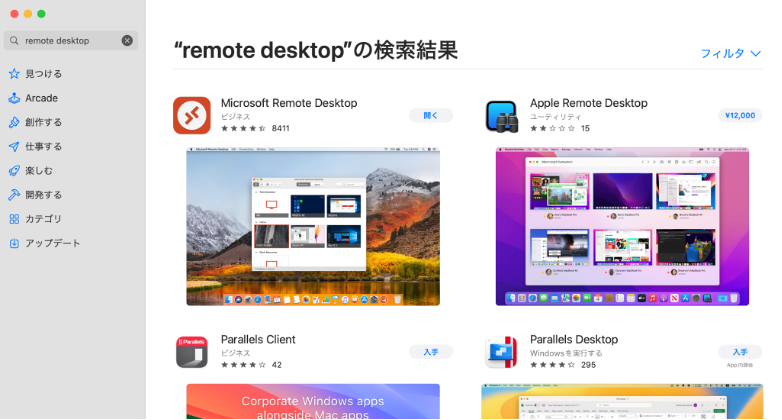 remote desktop
見つける
Arcade
創作する
仕事する
楽しむ
開発する
カテゴリ
アップデート
“remote desktop”の検索結果
フィルタ
Microsoft Remote Desktop
ビジネス
8411
開く
Apple Remote Desktop
ユーティリティ
15
¥12,000
Parallels Client
ビジネス
42
入手
Parallels Desktop
Windowsを実行する
295
入手
App内課金
Parallels
Corporate Windows apps
alongside Mac apps